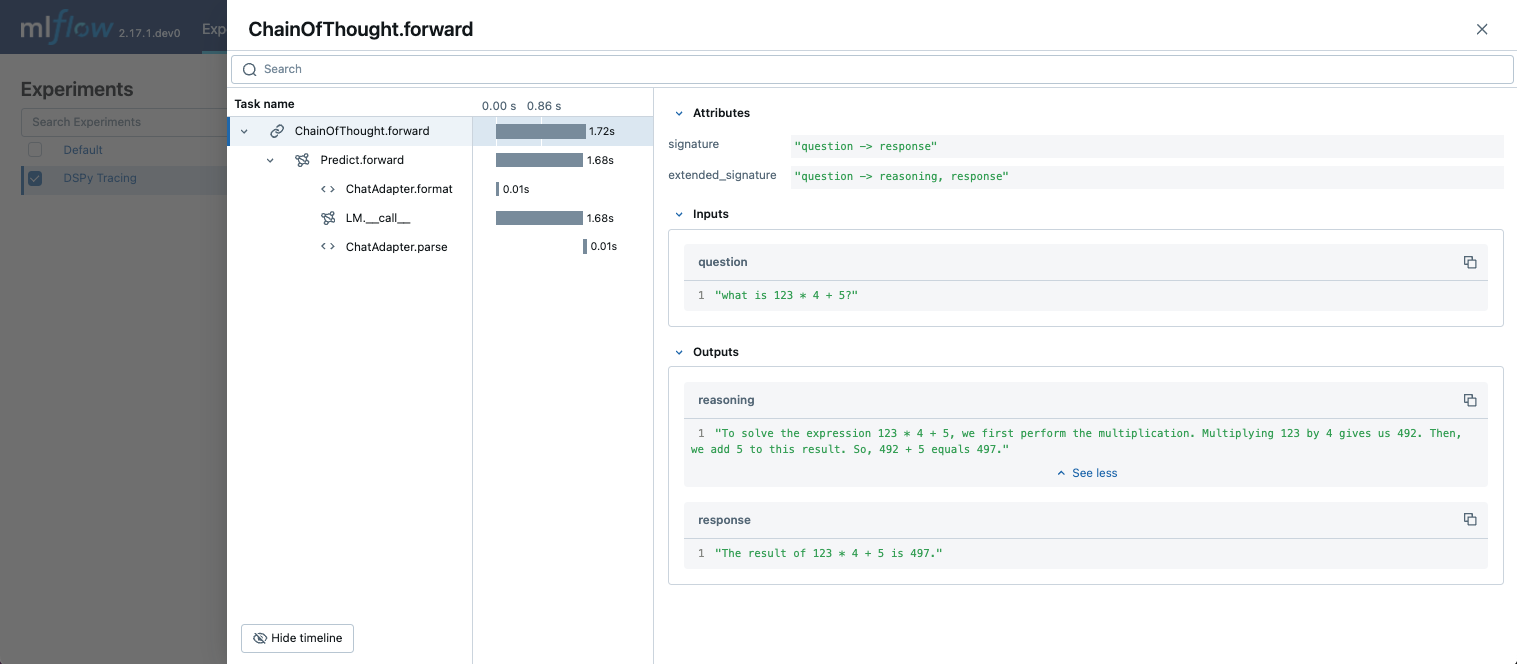 mlflow 2.17.1.dev0
Exp
Experiments
Search Experiments
Default
DSPy Tracing
ChainOfThought.forward
Search
Task name
0.00 s 0.86 s
ChainOfThought.forward 1.72s
Predict.forward 1.68s
ChatAdapter.format 0.01s
LM.__call__ 1.68s
ChatAdapter.parse 0.01s
Hide timeline
Attributes
signature "question -> response"
extended_signature "question -> reasoning, response"
Inputs
question
1 "what is 123 * 4 + 5?"
Outputs
reasoning
1 "To solve the expression 123 * 4 + 5, we first perform the multiplication. Multiplying 123 by 4 gives us 492. Then,
we add 5 to this result. So, 492 + 5 equals 497."
See less
response
1 "The result of 123 * 4 + 5 is 497."